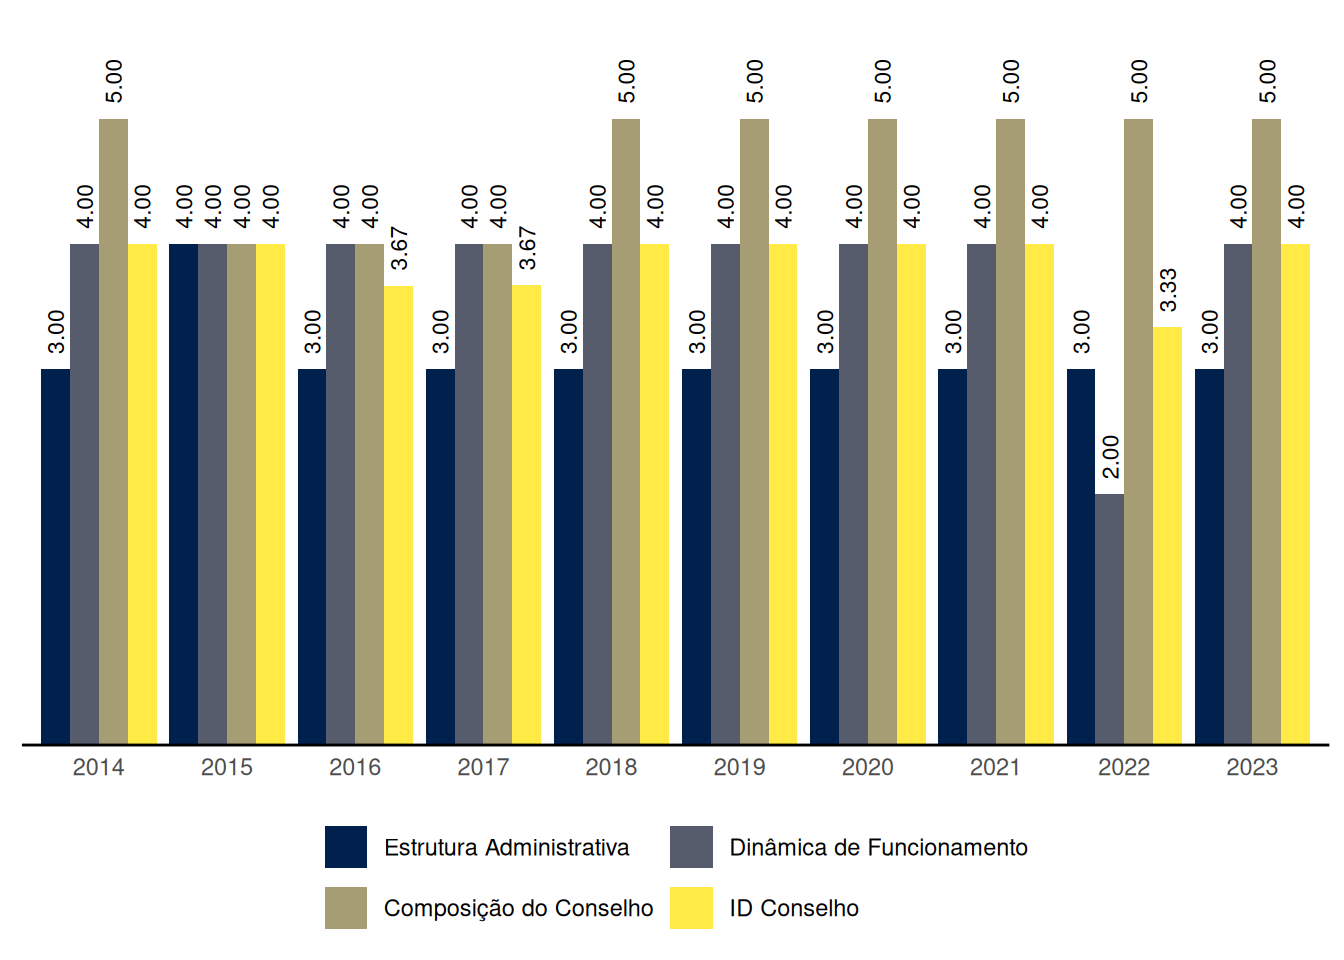 5.00 5.00 5.00 5.00 5.00 5.00 5.00
4.00 4.00 4.00 4.00 4.00 4.00 4.00 4.00 4.00 4.00 4.00 4.00 4.00 4.00 4.00 4.00 4.00 4.00 4.00 4.00
3.67 3.67
3.33
3.00 3.00 3.00 3.00 3.00 3.00 3.00 3.00 3.00
2.00
2014 2015 2016 2017 2018 2019 2020 2021 2022 2023
Estrutura Administrativa Dinâmica de Funcionamento
Composição do Conselho ID Conselho